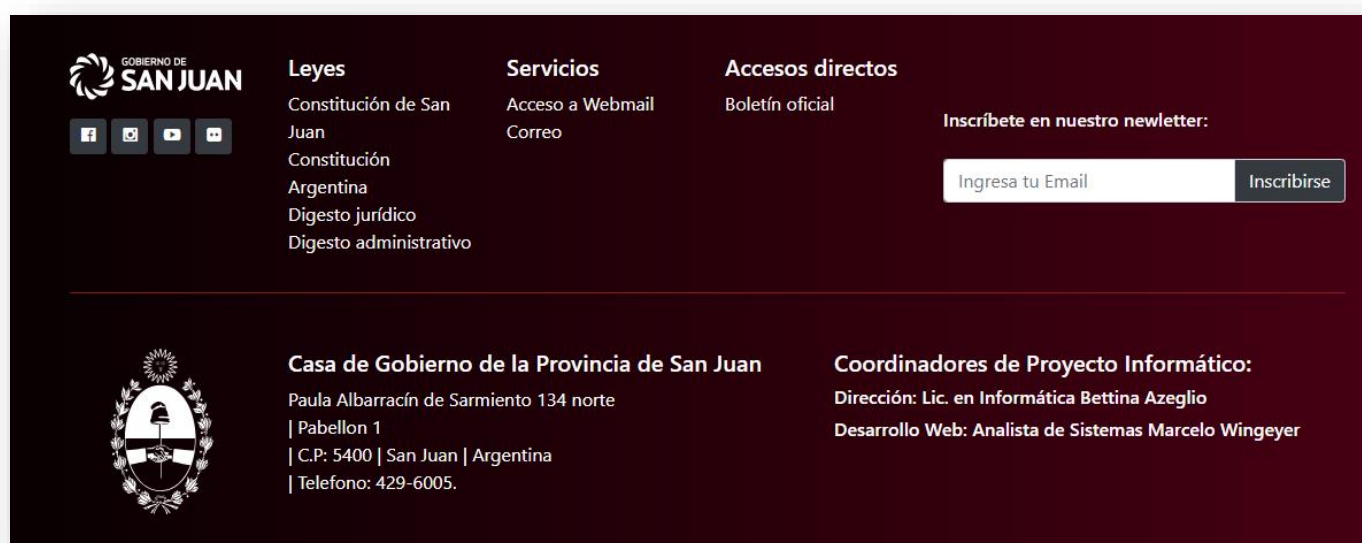 GOBIERNO DE
SAN JUAN
Leyes
Constitución de San
Juan
Constitución
Argentina
Digesto jurídico
Digesto administrativo
Servicios
Acceso a Webmail
Correo
Accesos directos
Boletín oficial
Inscríbete en nuestro newletter:
Ingresa tu Email
Inscribirse
Casa de Gobierno de la Provincia de San Juan
Paula Albarracín de Sarmiento 134 norte
| Pabellon 1
| C.P: 5400 | San Juan | Argentina
| Telefono: 429-6005.
Coordinadores de Proyecto Informático:
Dirección: Lic. en Informática Bettina Azeglio
Desarrollo Web: Analista de Sistemas Marcelo Wingeyer